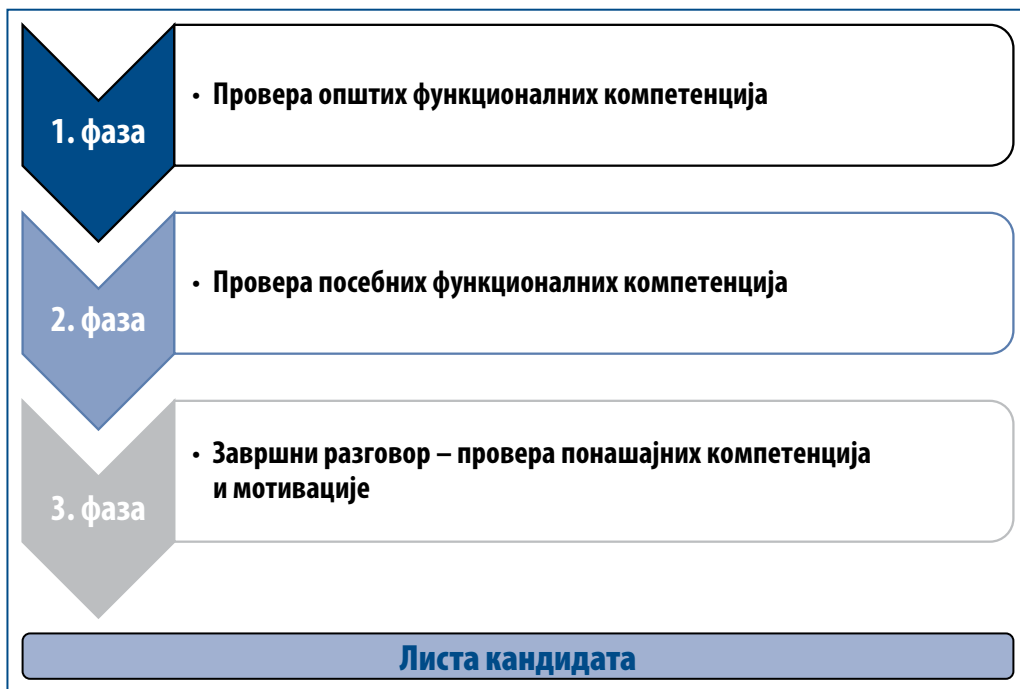 1. фаза
• Провера општих функционалних компетенција
2. фаза
• Провера посебних функционалних компетенција
3. фаза
• Завршни разговор – провера понашајних компетенција
и мотивације
Листа кандидата